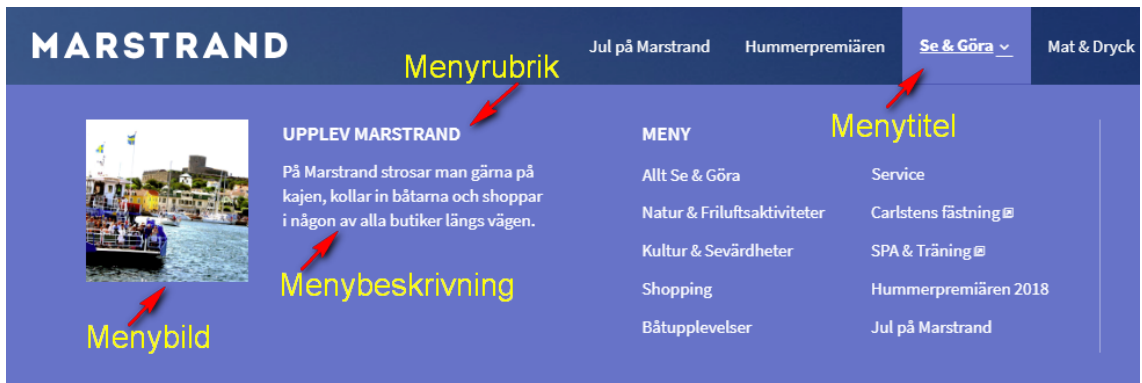 MARSTRAND
Jul på Marstrand
Hummerpremiären
Se & Göra
Mat & Dryck
Menyrubrik
Menytitel
UPPLEV MARSTRAND
På Marstrand strosar man gärna på
kajen, kollar in båtarna och shoppar
i någon av alla butiker längs vägen.
Menybeskrivning
Menybild
MENY
Allt Se & Göra
Natur & Friluftsaktiviteter
Kultur & Sevärdheter
Shopping
Båtupplevelser
Service
Carlstens fästning
SPA & Träning
Hummerpremiären 2018
Jul på Marstrand